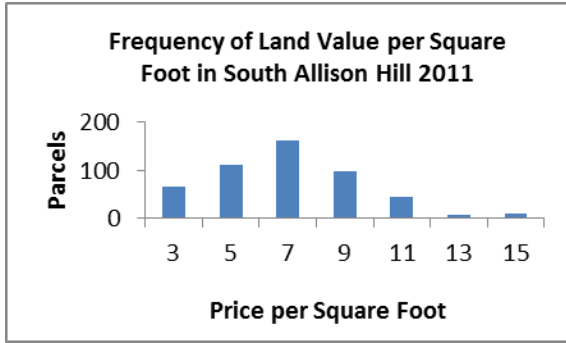 Frequency of Land Value per Square
Foot in South Allison Hill 2011
Parcels
200
100
0
3 5 7 9 11 13 15
Price per Square Foot